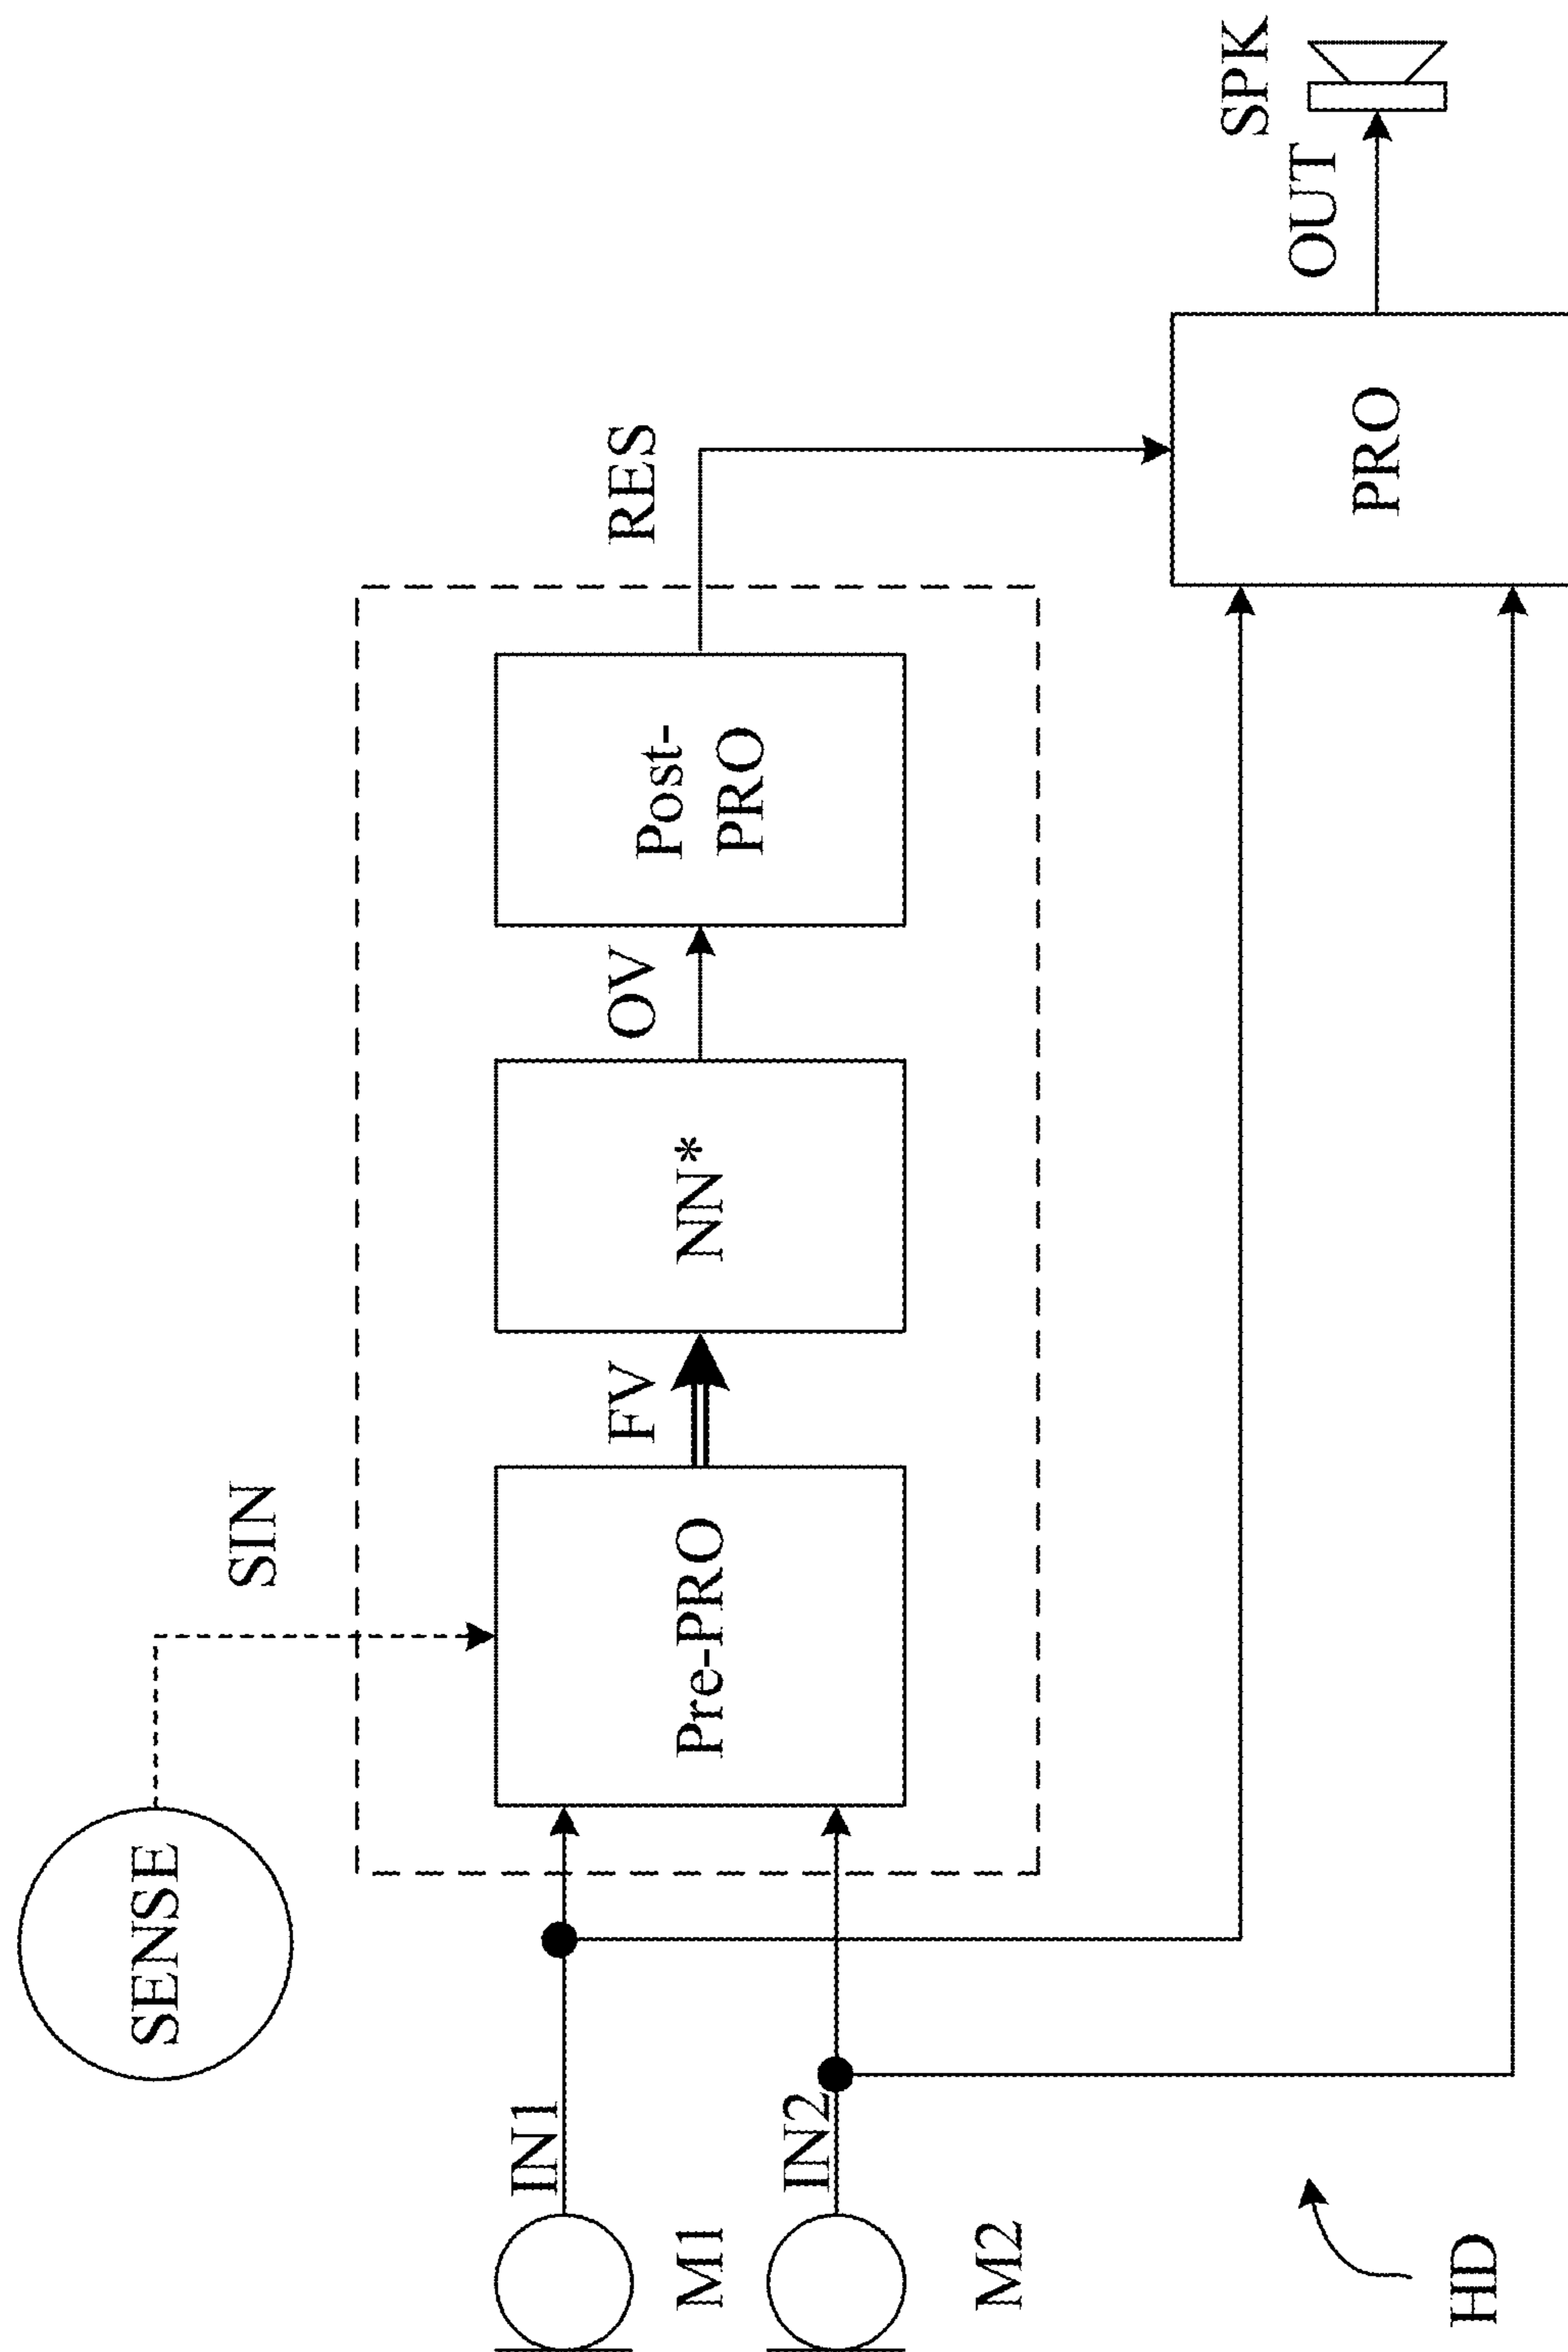 SENSE
SIN
IN1
IN2
M1
M2
Pre-PRO
FV
NN*
OV
Post-
PRO
RES
PRO
OUT
SPK
HD